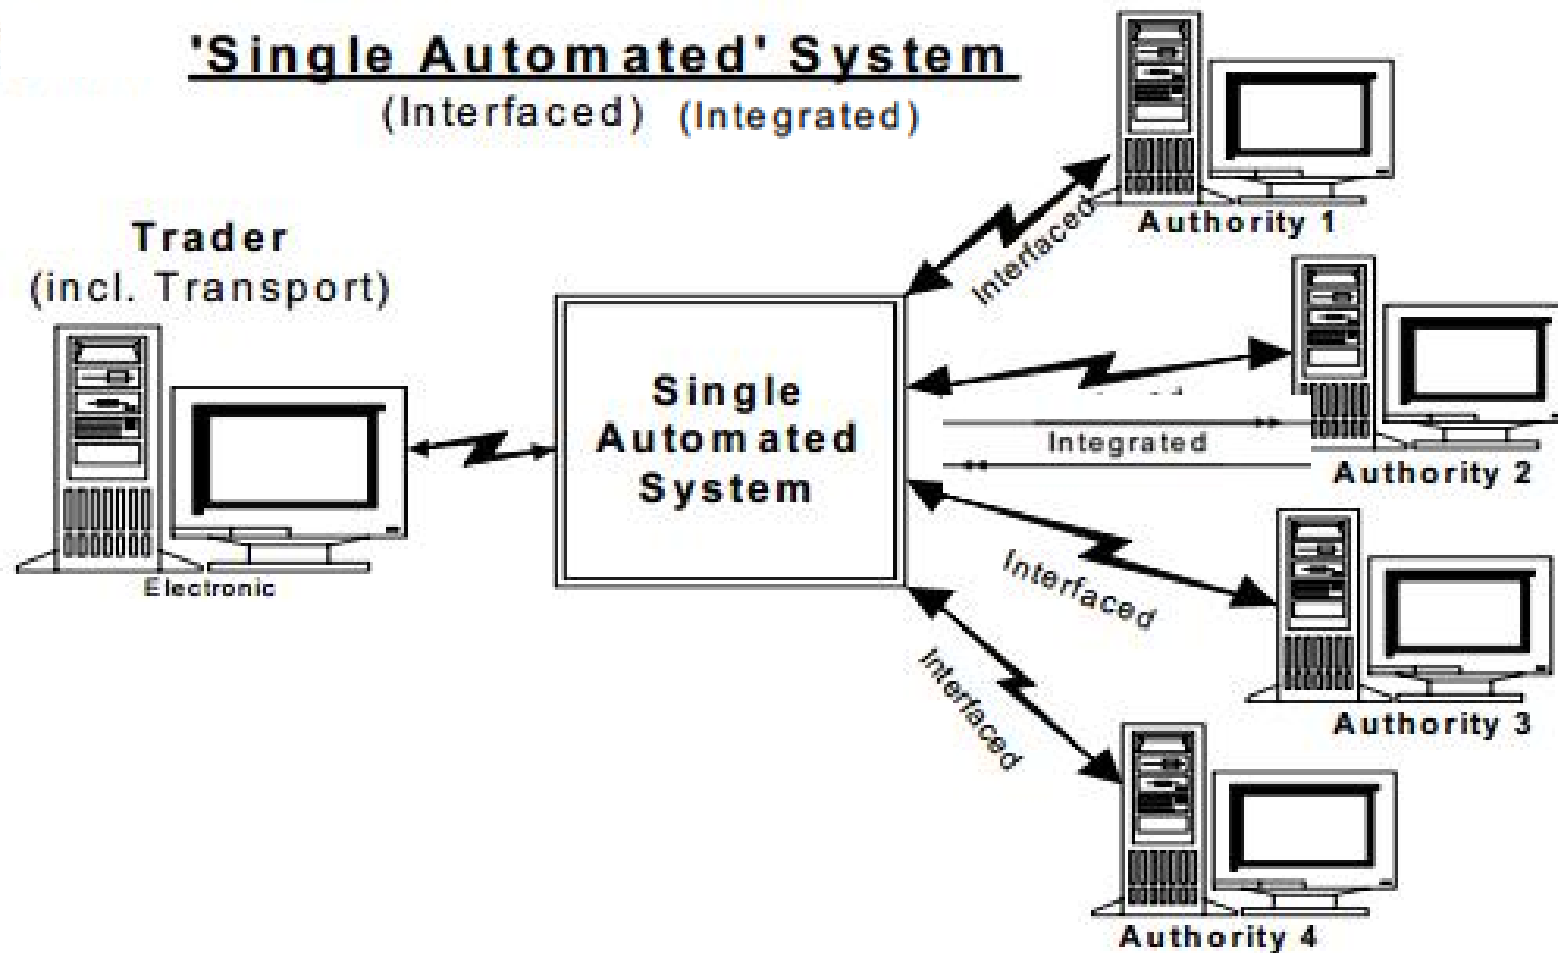 'Single Automated' System
(Interfaced) (Integrated)
Trader
(incl. Transport)
Electronic
Single
Automated
System
Interfaced
Authority 1
Integrated
Authority 2
Interfaced
Authority 3
Interfaced
Authority 4